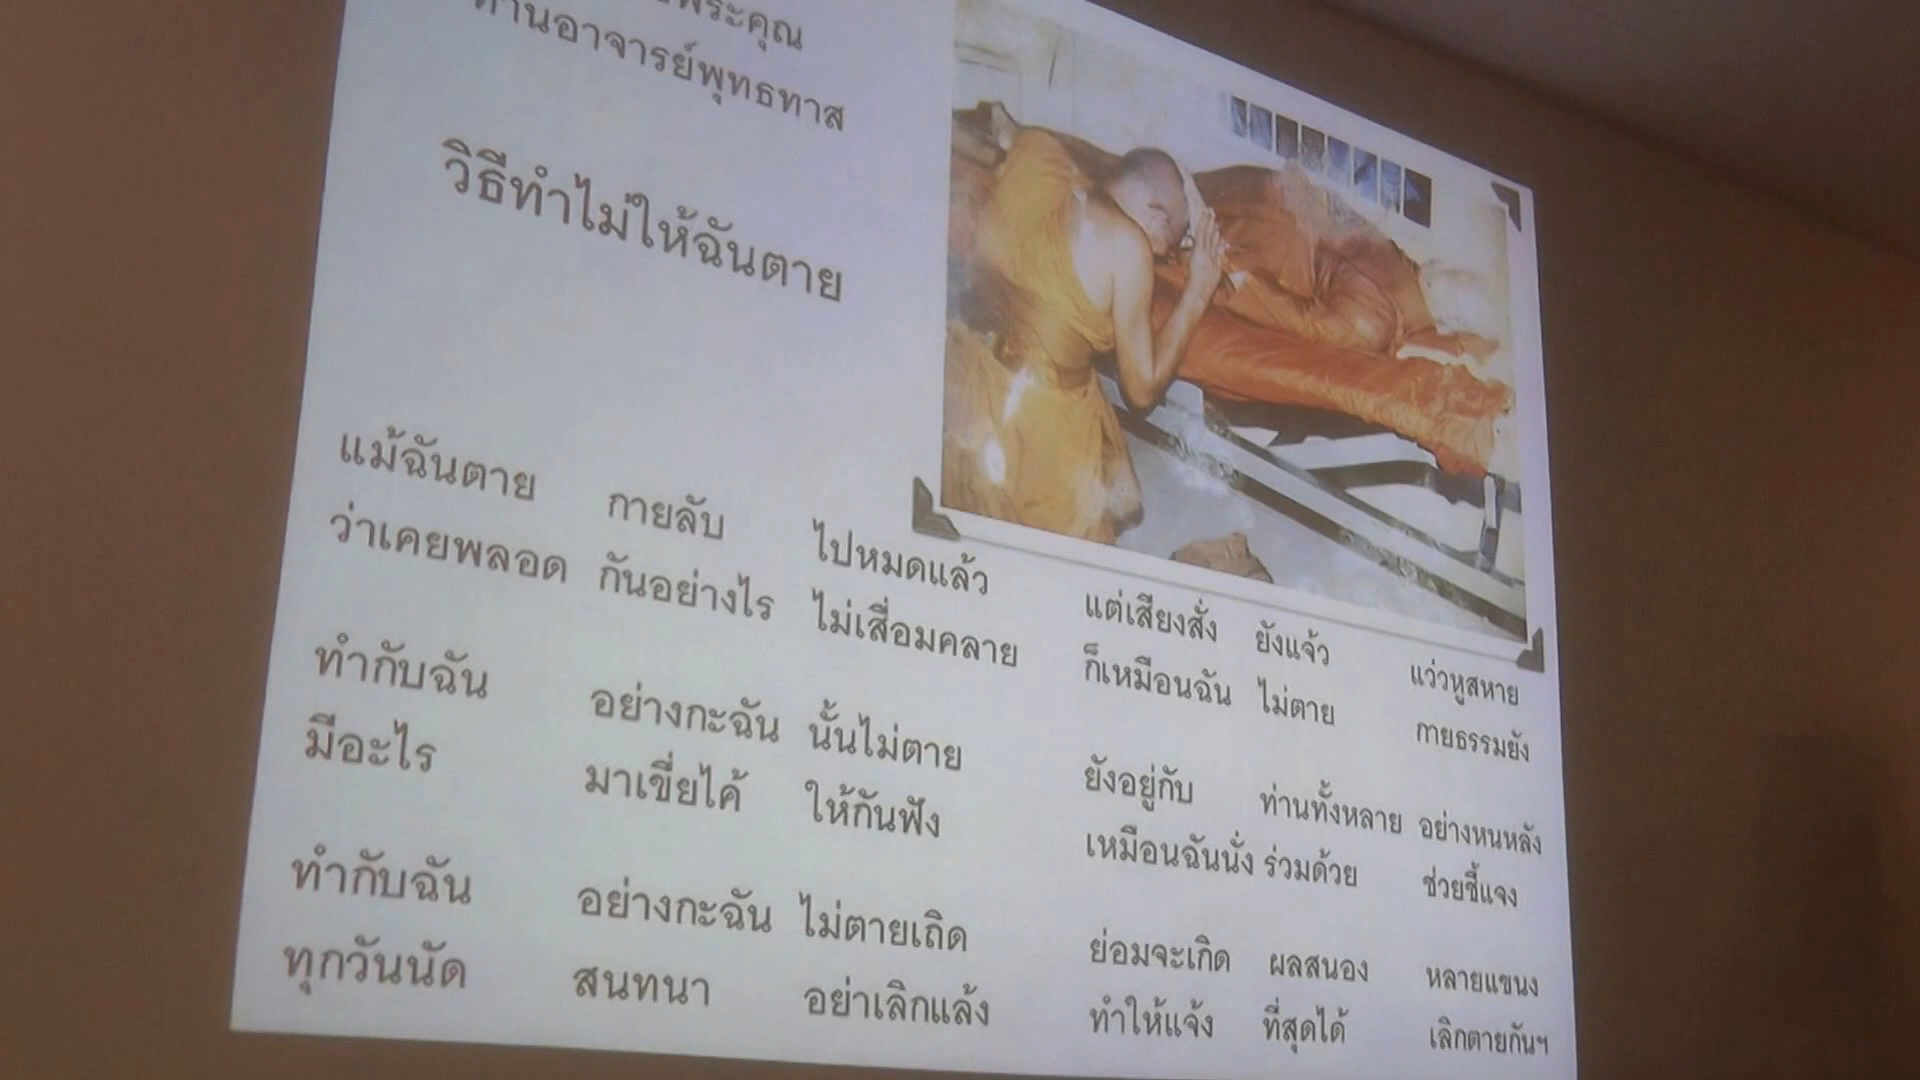 พระคุณ
ท่านอาจารย์พุทธทาส
วิธีทำไม่ให้ฉันตาย
แม้ฉันตาย กายลับ ไปหมดแล้ว แต่เสียงสั่ง ยังแจ้ว แว่วหูสหาย
ว่าเคยพลอด กันอย่างไร ไม่เสื่อมคลาย ก็เหมือนฉัน ไม่ตาย กายธรรมยัง
ทำกับฉัน อย่างกะฉัน นั้นไม่ตาย ยังอยู่กับ ท่านทั้งหลาย อย่างหนหลัง
มีอะไร มาเขี่ยไค้ ให้กันฟัง เหมือนฉันนั่ง ร่วมด้วย ช่วยชี้แจง
ทำกับฉัน อย่างกะฉัน ไม่ตายเถิด ย่อมจะเกิด ผลสนอง หลายแขนง
ทุกวันนัด สนทนา อย่าเลิกแล้ง ทำให้แจ้ง ที่สุดได้ เลิกตายกันฯ